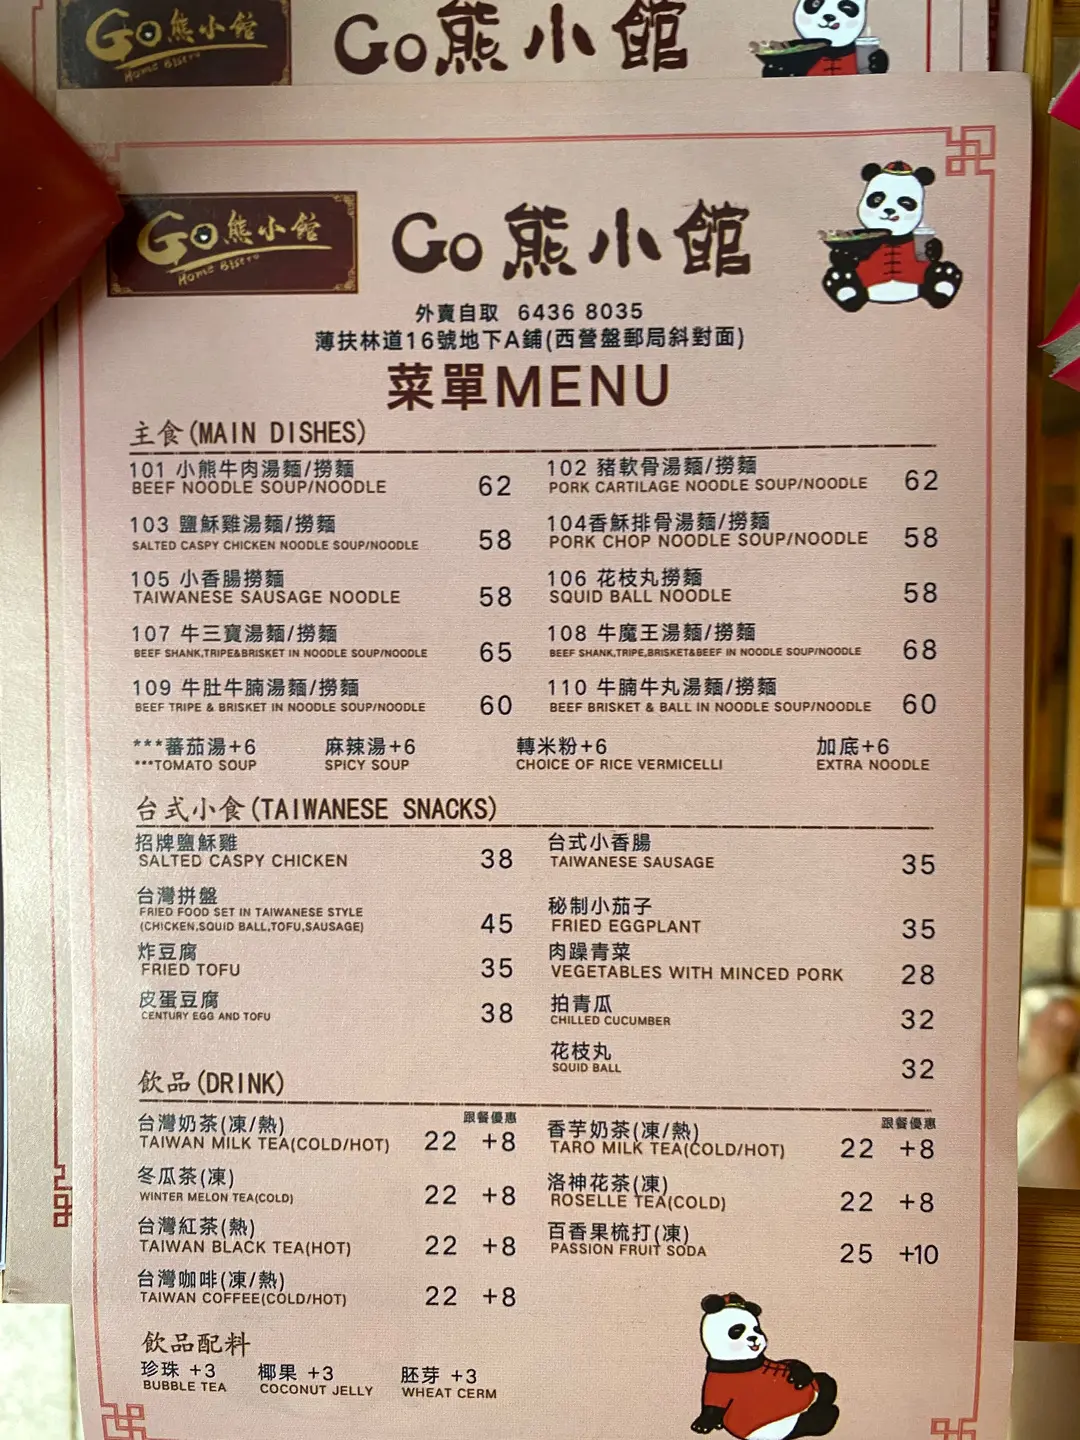 Go熊小館
Home Bistro
Go熊小館
Go熊小館
Home Bistro
Go熊小館
外賣自取 6436 8035
薄扶林道16號地下A鋪(西營盤郵局斜對面)
菜單MENU
主食(MAIN DISHES)
101 小熊牛肉湯麵/撈麵
BEEF NOODLE SOUP/NOODLE 62
102 豬軟骨湯麵/撈麵
PORK CARTILAGE NOODLE SOUP/NOODLE 62
103 鹽穌雞湯麵/撈麵
SALTED CASPY CHICKEN NOODLE SOUP/NOODLE 58
104香穌排骨湯麵/撈麵
PORK CHOP NOODLE SOUP/NOODLE 58
105 小香腸撈麵
TAIWANESE SAUSAGE NOODLE 58
106 花枝丸撈麵
SQUID BALL NOODLE 58
107 牛三寶湯麵/撈麵
BEEF SHANK,TRIPE&BRISKET IN NOODLE SOUP/NOODLE 65
108 牛魔王湯麵/撈麵
BEEF SHANK,TRIPE,BRISKET&BEEF IN NOODLE SOUP/NOODLE 68
109 牛肚牛腩湯麵/撈麵
BEEF TRIPE & BRISKET IN NOODLE SOUP/NOODLE 60
110 牛腩牛丸湯麵/撈麵
BEEF BRISKET & BALL IN NOODLE SOUP/NOODLE 60
***蕃茄湯+6 麻辣湯+6 轉米粉+6 加底+6
***TOMATO SOUP SPICY SOUP CHOICE OF RICE VERMICELLI EXTRA NOODLE
台式小食(TAIWANESE SNACKS)
招牌鹽穌雞
SALTED CASPY CHICKEN 38
台式小香腸
TAIWANESE SAUSAGE 35
台灣拼盤
FRIED FOOD SET IN TAIWANESE STYLE
(CHICKEN,SQUID BALL,TOFU,SAUSAGE) 45
秘制小茄子
FRIED EGGPLANT 35
炸豆腐
FRIED TOFU 35
肉躁青菜
VEGETABLES WITH MINCED PORK 28
皮蛋豆腐
CENTURY EGG AND TOFU 38
拍青瓜
CHILLED CUCUMBER 32
花枝丸
SQUID BALL 32
飲品(DRINK)
跟餐優惠
台灣奶茶(凍/熱)
TAIWAN MILK TEA(COLD/HOT) 22 +8
跟餐優惠
香芋奶茶(凍/熱)
TARO MILK TEA(COLD/HOT) 22 +8
冬瓜茶(凍)
WINTER MELON TEA(COLD) 22 +8
洛神花茶(凍)
ROSELLE TEA(COLD) 22 +8
台灣紅茶(熱)
TAIWAN BLACK TEA(HOT) 22 +8
百香果梳打(凍)
PASSION FRUIT SODA 25 +10
台灣咖啡(凍/熱)
TAIWAN COFFEE(COLD/HOT) 22 +8
飲品配料
珍珠 +3 椰果 +3 胚芽 +3
BUBBLE TEA COCONUT JELLY WHEAT CERM